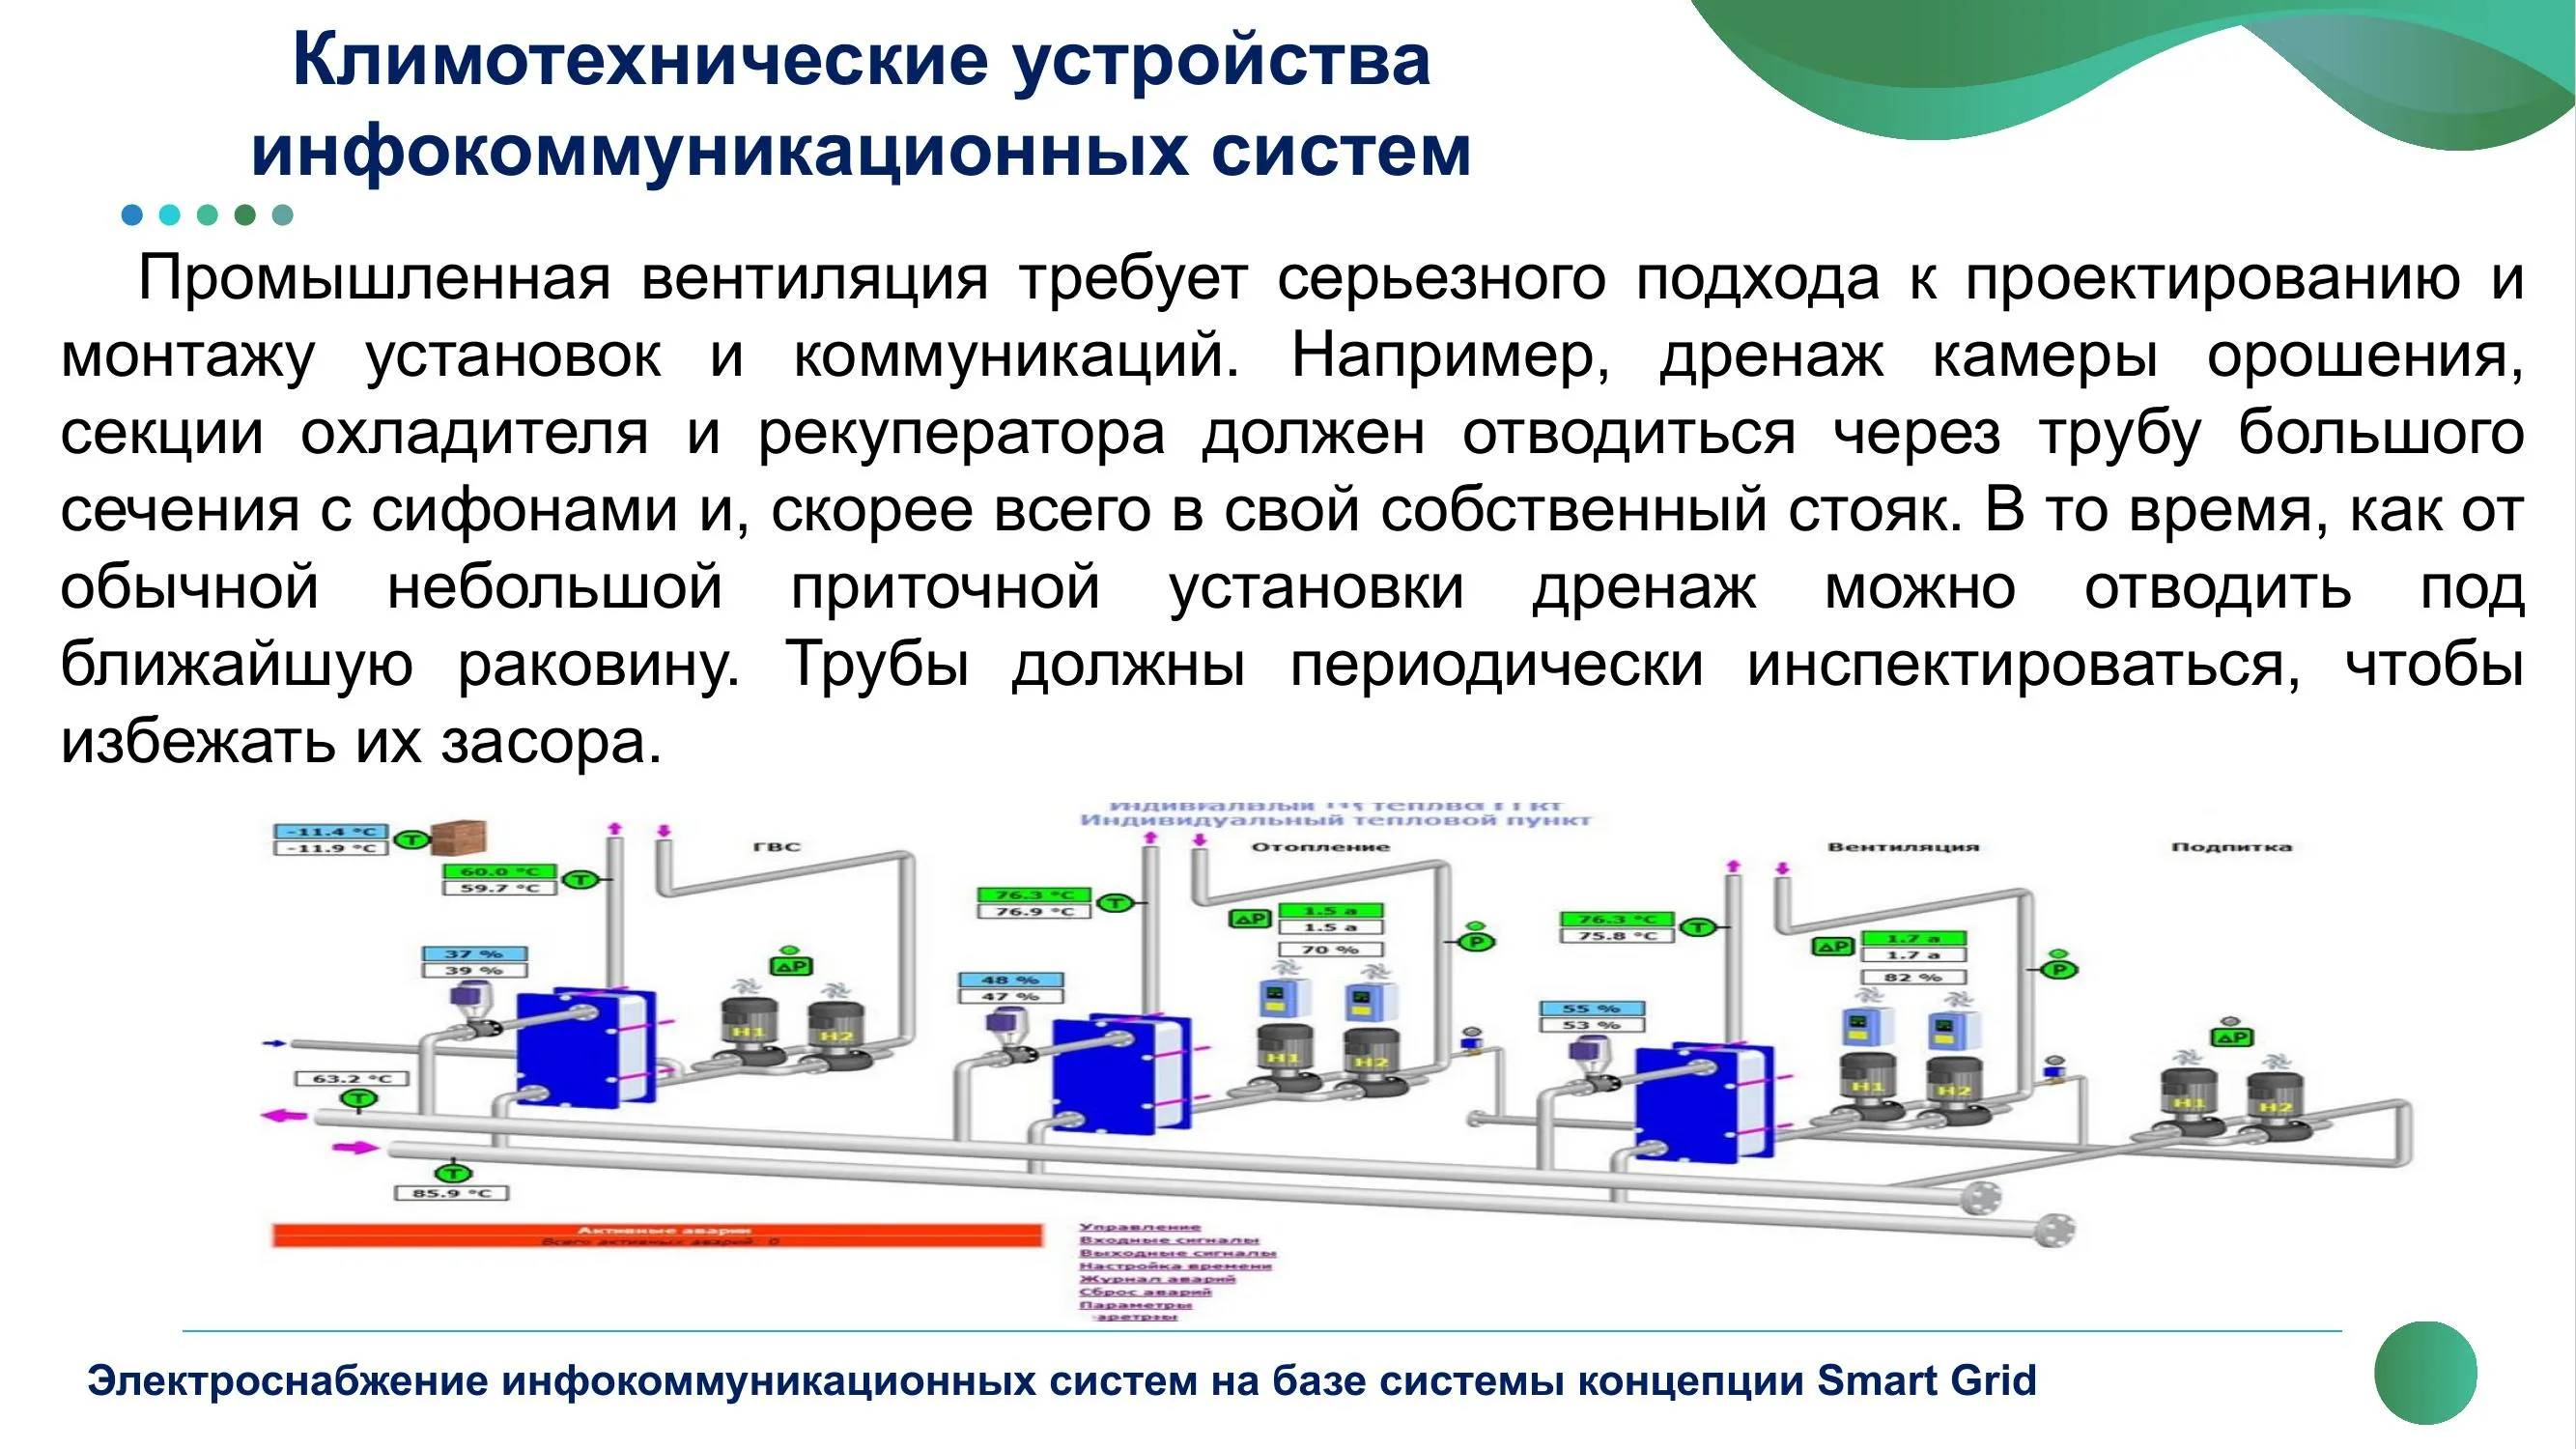 Климотехнические устройства
инфокоммуникационных систем
Промышленная вентиляция требует серьезного подхода к проектированию и
монтажу установок и коммуникаций. Например, дренаж камеры орошения,
секции охладителя и рекуператора должен отводиться через трубу большого
сечения с сифонами и, скорее всего в свой собственный стояк. В то время, как от
обычной небольшой приточной установки дренаж можно отводить под
ближайшую раковину. Трубы должны периодически инспектироваться, чтобы
избежать их засора.
Индивидуальный тепловой пункт
-11.4 °C
-11.9 °C
T
ГВС
Отопление
Вентиляция
Подпитка
60.0 °C
59.7 °C
T
76.3 °C
76.9 °C
T
ΔP
1.5 a
1.5 a
70 %
P
76.3 °C
75.8 °C
T
ΔP
1.7 a
1.7 a
82 %
P
37 %
39 %
ΔP
48 %
47 %
55 %
53 %
ΔP
H1
H2
H1
H2
H1
H2
H1
H2
63.2 °C
T
T
85.9 °C
Активные аварии
Всего активных аварий: 0
Управление
Входные сигналы
Выходные сигналы
Настройка времени
Журнал аварий
Сброс аварий
Параметры
Электроснабжение инфокоммуникационных систем на базе системы концепции Smart Grid